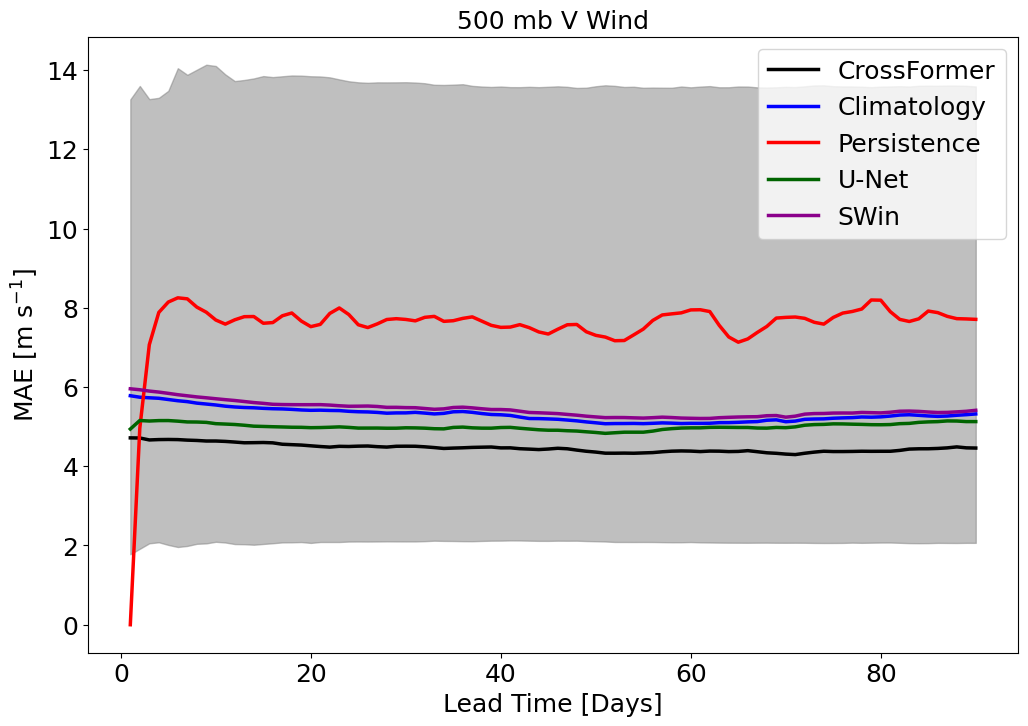 500 mb V Wind
MAE [m s⁻¹]
14
12
10
8
6
4
2
0
CrossFormer
Climatology
Persistence
U-Net
SWin
0 20 40 60 80
Lead Time [Days]